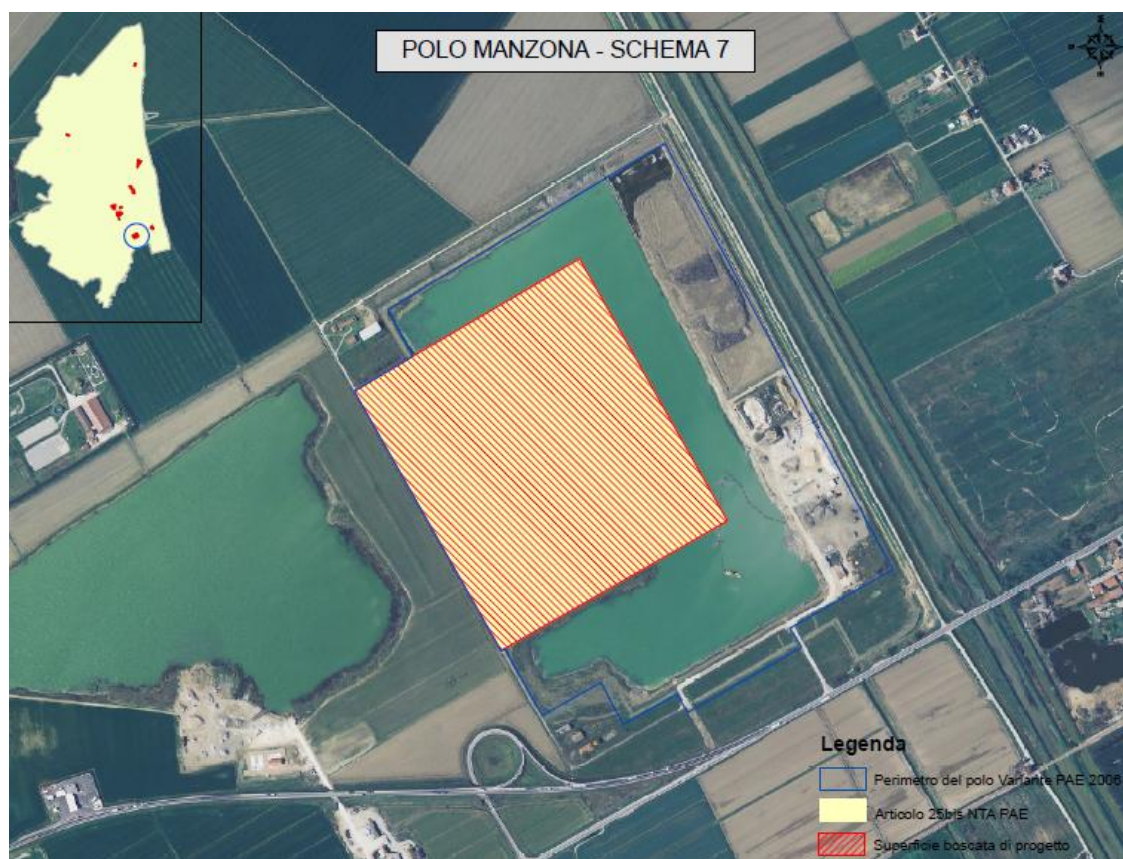 POLO MANZONA - SCHEMA 7
Legenda
Perimetro del polo Variante PAE 2006
Articolo 25bis NTA PAE
Superficie boscata di progetto